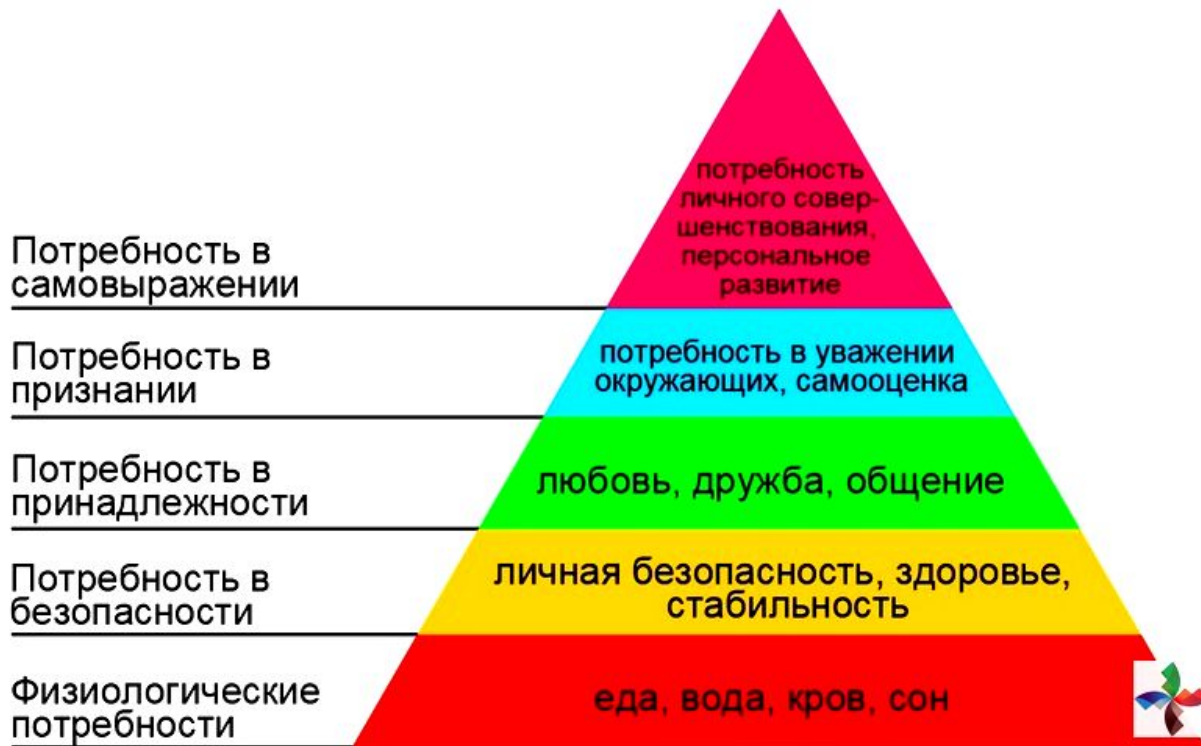 потребность
личного совер-
шенствования,
персональное
развитие
Потребность в
самовыражении
Потребность в
признании
потребность в уважении
окружающих, самооценка
Потребность в
принадлежности
любовь, дружба, общение
Потребность в
безопасности
личная безопасность, здоровье,
стабильность
Физиологические
потребности
еда, вода, кров, сон